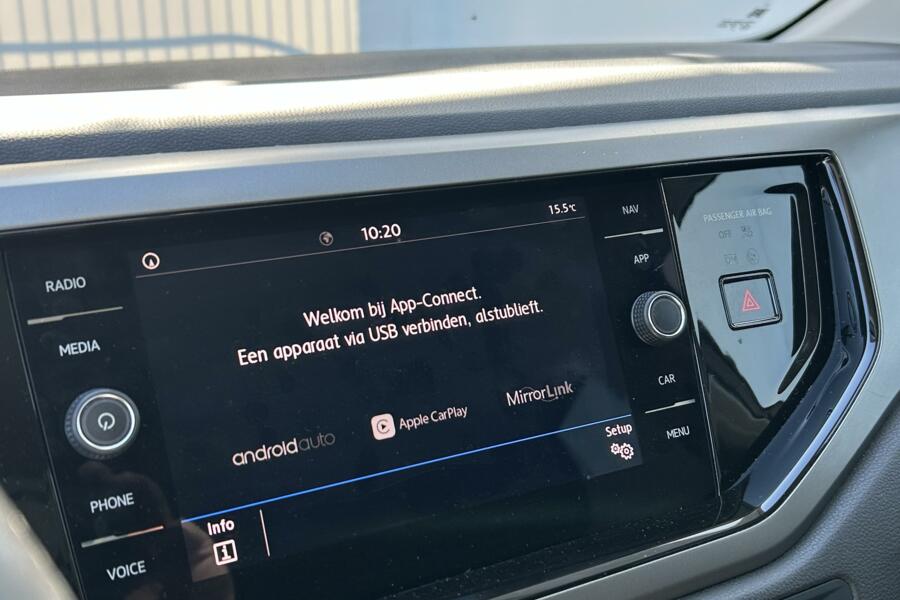 10:20
15.5°C
NAV
PASSENGER AIR BAG
OFF
RADIO
APP
Welkom bij App-Connect.
Een apparaat via USB verbinden, alstublieft.
MEDIA
CAR
androidauto
Apple CarPlay
MirrorLink
Setup
MENU
PHONE
Info
VOICE